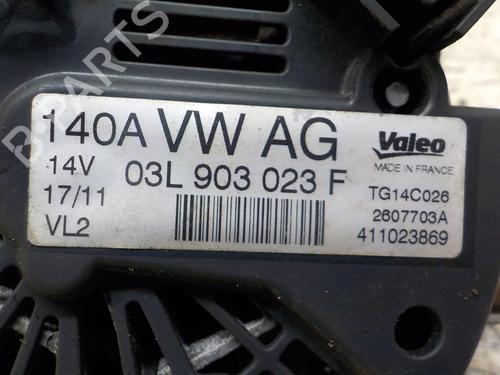 140A VW AG
14V
03L 903 023 F
17/11
VL2
Valeo
MADE IN FRANCE
TG14C026
2607703A
411023869
B-PARTS